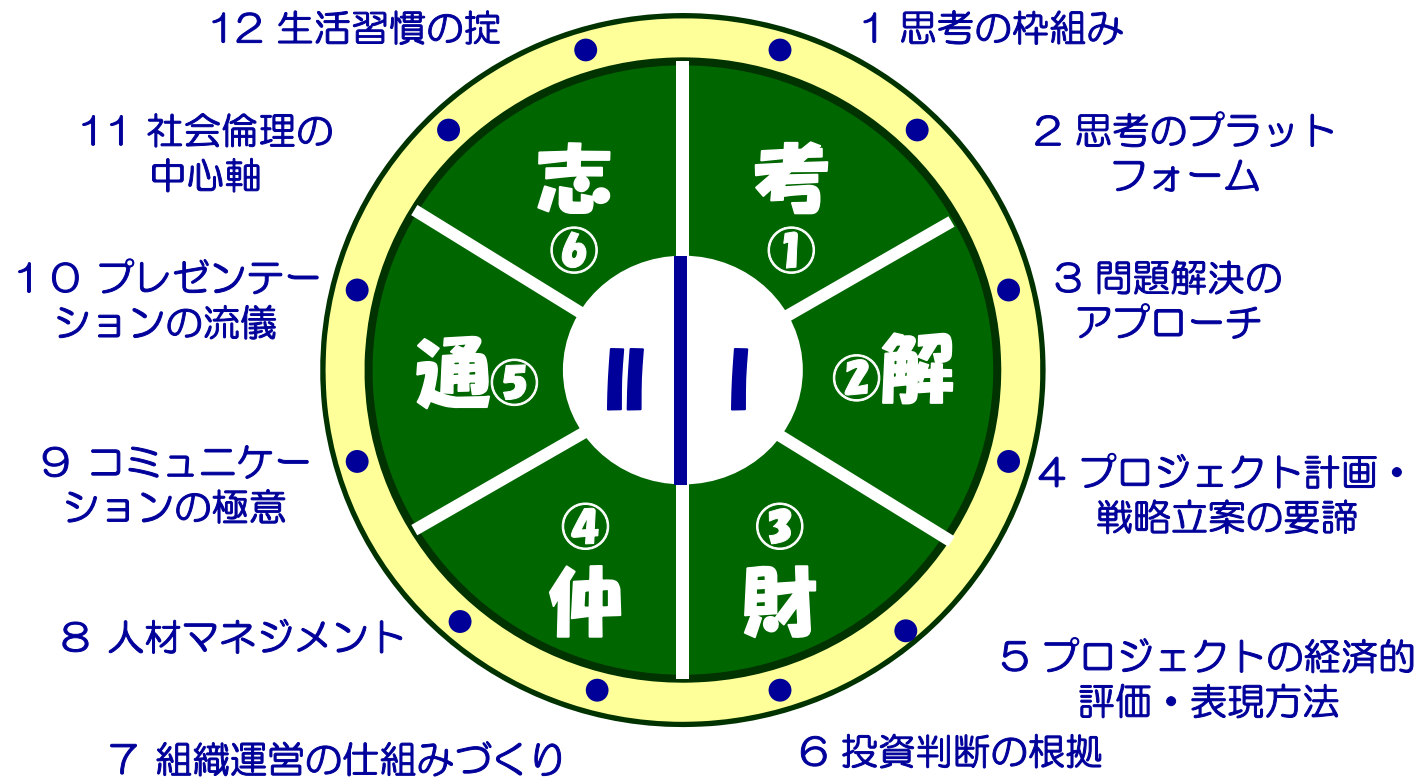 12 生活習慣の掟
1 思考の枠組み
11 社会倫理の
中心軸
2 思考のプラット
フォーム
志
⑥
考
①
10 プレゼンテー
ションの流儀
3 問題解決の
アプローチ
通⑤
II
I
②解
9 コミュニケー
ションの極意
4 プロジェクト計画・
戦略立案の要諦
④
仲
③
財
8 人材マネジメント
5 プロジェクトの経済的
評価・表現方法
7 組織運営の仕組みづくり
6 投資判断の根拠